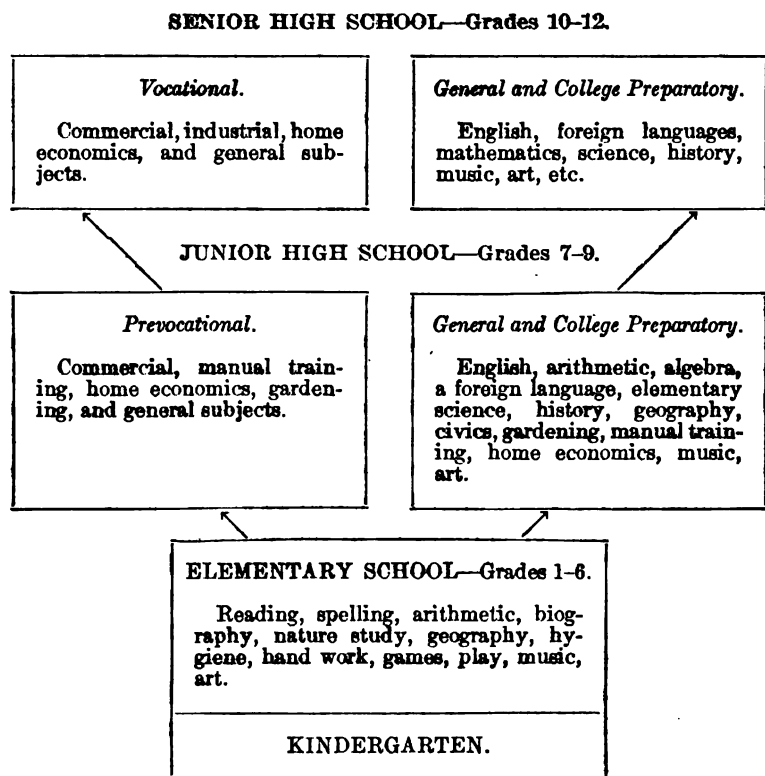 SENIOR HIGH SCHOOL—Grades 10–12.
Vocational.
Commercial, industrial, home
economics, and general sub-
jects.
General and College Preparatory.
English, foreign languages,
mathematics, science, history,
music, art, etc.
JUNIOR HIGH SCHOOL—Grades 7–9.
Prevocational.
Commercial, manual train-
ing, home economics, garden-
ing, and general subjects.
General and College Preparatory.
English, arithmetic, algebra,
a foreign language, elementary
science, history, geography,
civics, gardening, manual train-
ing, home economics, music,
art.
ELEMENTARY SCHOOL—Grades 1–6.
Reading, spelling, arithmetic, biog-
raphy, nature study, geography, hy-
giene, hand work, games, play, music,
art.
KINDERGARTEN.